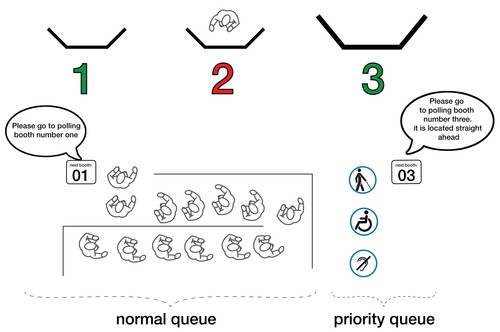 1
2
3
Please go to polling
booth number one
Please go
to polling booth
number three.
it is located straight
ahead
next booth:
01
next booth:
03
normal queue
priority queue